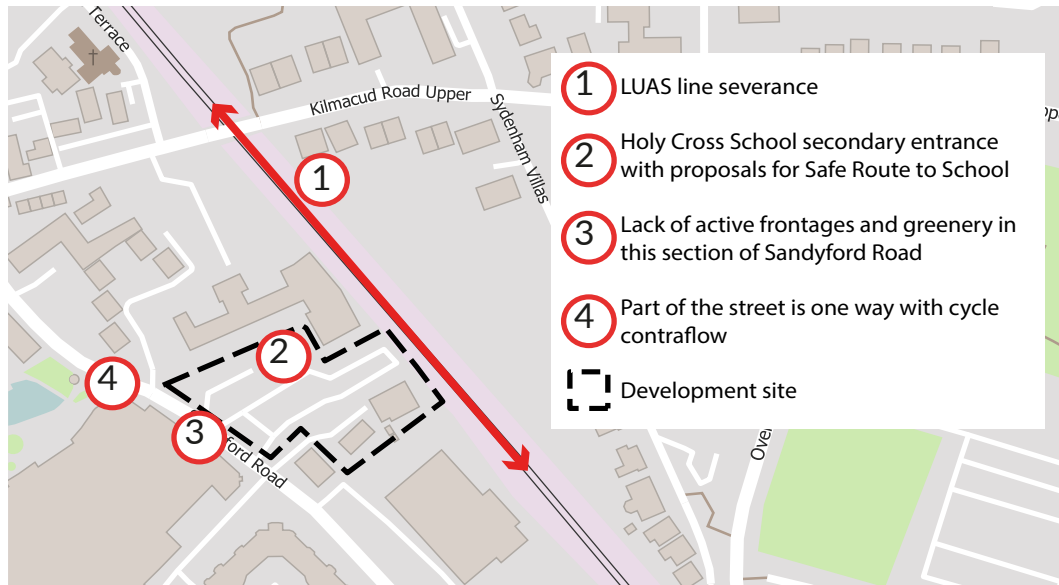 Terrace
Kilmacud Road Upper
Sydenham Villas
1
2
3
4
ford Road
Over
1
LUAS line severance
2
Holy Cross School secondary entrance
with proposals for Safe Route to School
3
Lack of active frontages and greenery in
this section of Sandyford Road
4
Part of the street is one way with cycle
contraflow
Development site